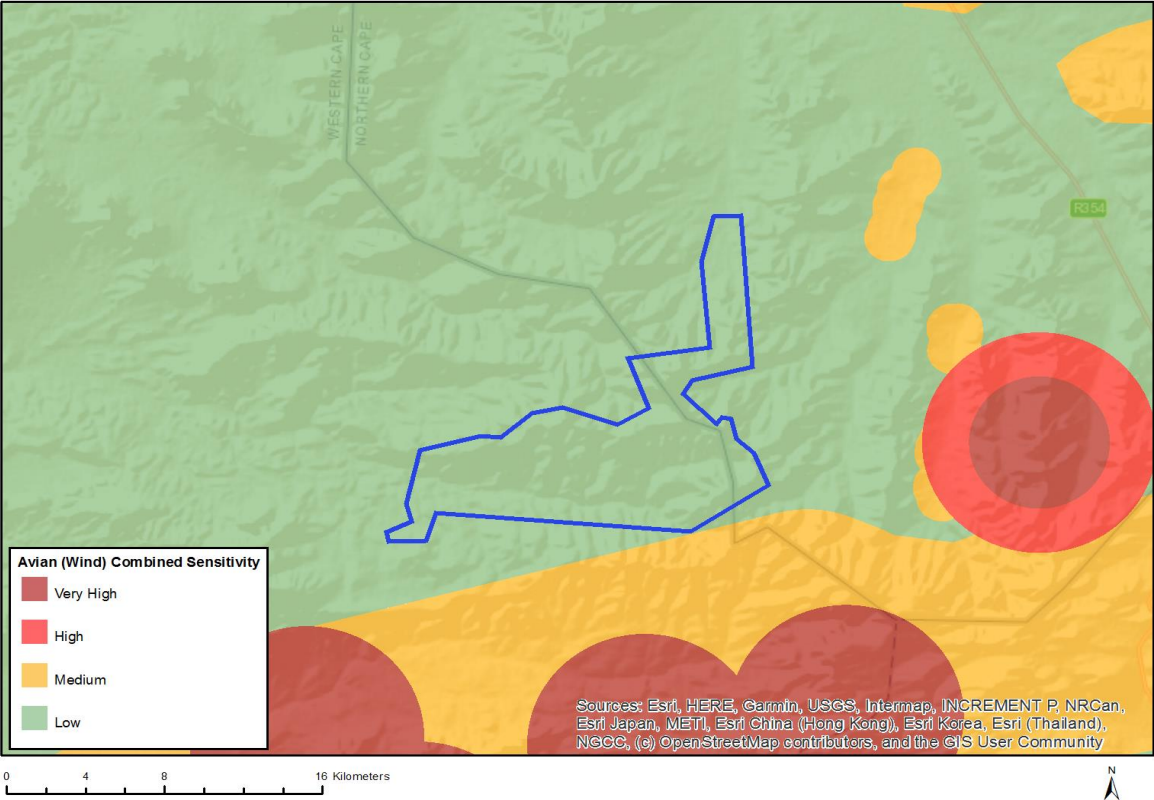 WESTERN CAPE
NORTHERN CAPE
R354
Avian (Wind) Combined Sensitivity
Very High
High
Medium
Low
Sources: Esri, HERE, Garmin, USGS, Intermap, INCREMENT P, NRCan,
Esri Japan, METI, Esri China (Hong Kong), Esri Korea, Esri (Thailand),
NGCC, (c) OpenStreetMap contributors, and the GIS User Community
0 4 8 16 Kilometers
N